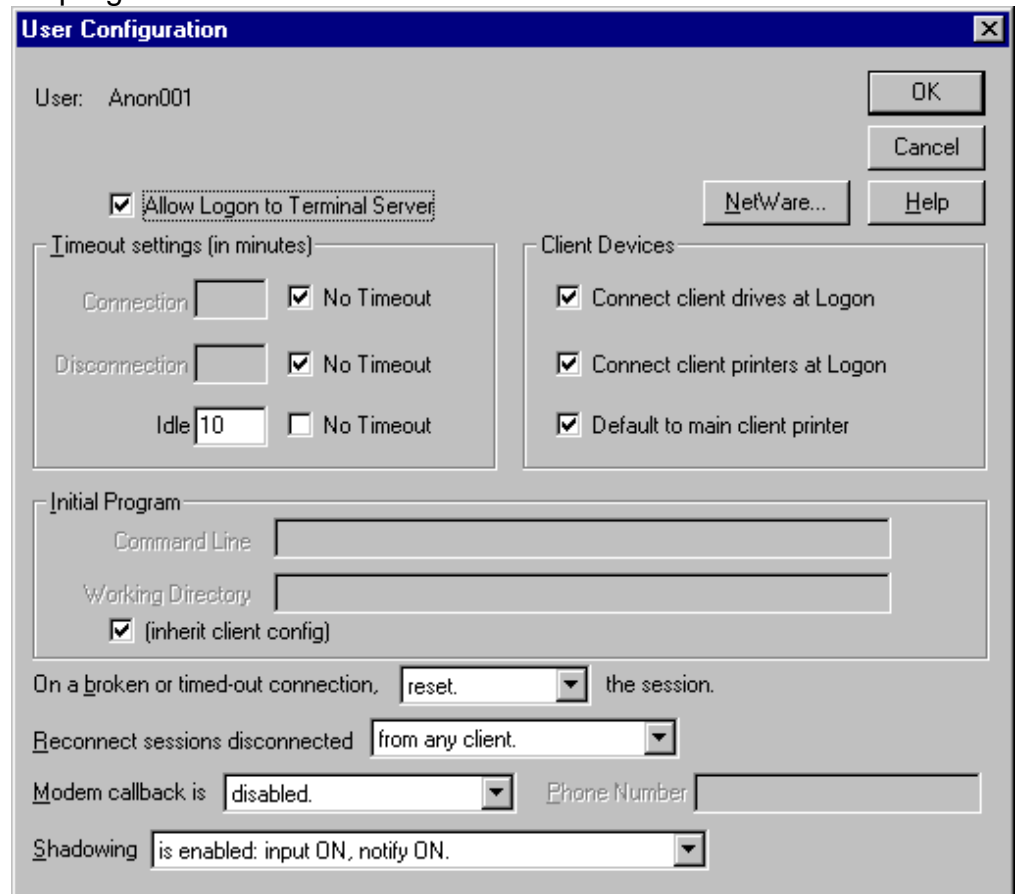 User Configuration
User: Anon001
OK
Cancel
Allow Logon to Terminal Server
NetWare...
Help
Timeout settings (in minutes)
Connection No Timeout
Disconnection No Timeout
Idle 10 No Timeout
Client Devices
Connect client drives at Logon
Connect client printers at Logon
Default to main client printer
Initial Program
Command Line
Working Directory
(inherit client config)
On a broken or timed-out connection, reset. the session.
Reconnect sessions disconnected from any client.
Modem callback is disabled. Phone Number
Shadowing is enabled: input ON, notify ON.